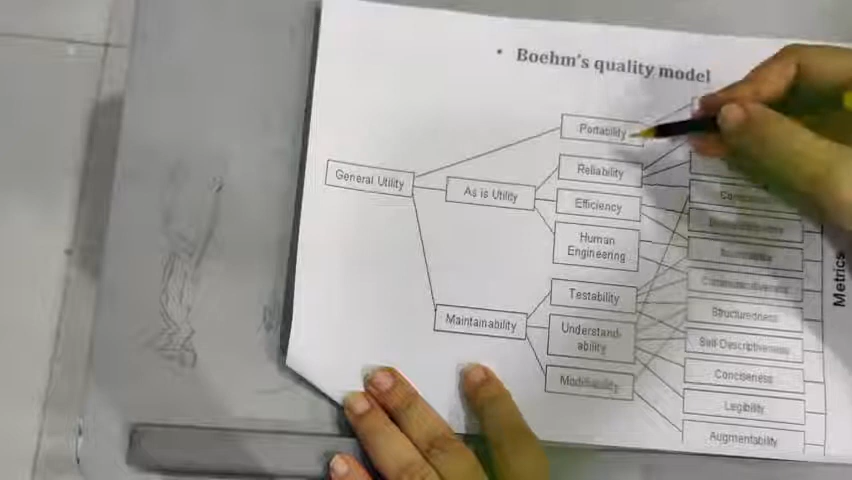 • Boehm's quality model
Portability
General Utility
As is Utility
Reliability
Efficiency
Human
Engineering
Maintainability
Testability
Understand-
ability
Modifiability
Structuredness
Self-Descriptiveness
Conciseness
Legibility
Augmentability
Metrics